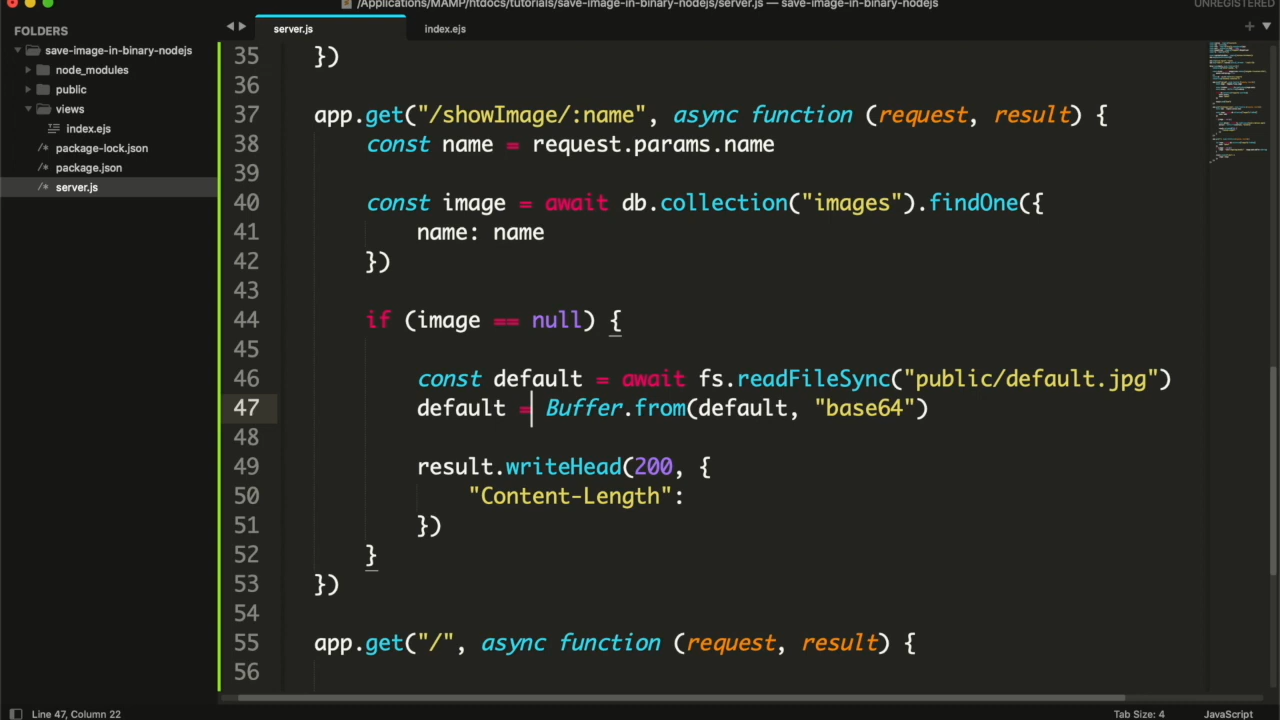 /Applications/MAMP/htdocs/tutorials/save-image-in-binary-nodejs/server.js — save-image-in-binary-nodejs
UNREGISTERED
FOLDERS
save-image-in-binary-nodejs
node_modules
public
views
index.ejs
/* package-lock.json
/* package.json
/* server.js
server.js
index.ejs
35 })
36
37 app.get("/showImage/:name", async function (request, result) {
38 const name = request.params.name
39
40 const image = await db.collection("images").findOne({
41 name: name
42 })
43
44 if (image == null) {
45
46 const default = await fs.readFileSync("public/default.jpg")
47 default = Buffer.from(default, "base64")
48
49 result.writeHead(200, {
50 "Content-Length":
51 })
52 }
53 })
54
55 app.get("/", async function (request, result) {
56
Line 47, Column 22
Tab Size: 4
JavaScript